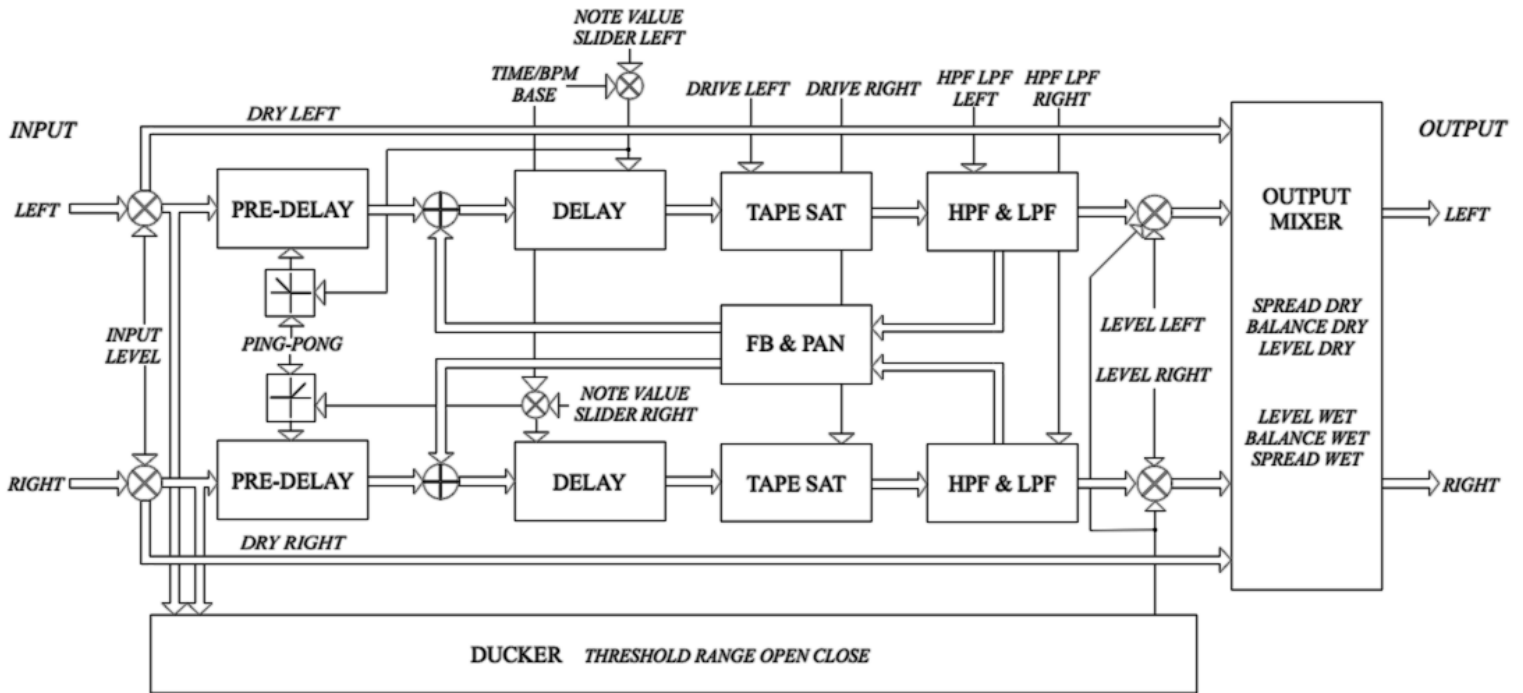 NOTE VALUE
SLIDER LEFT
TIME/BPM
BASE
DRIVE LEFT
DRIVE RIGHT
HPF LPF
LEFT
HPF LPF
RIGHT
INPUT
DRY LEFT
OUTPUT
LEFT
PRE-DELAY
DELAY
TAPE SAT
HPF & LPF
OUTPUT
MIXER
LEFT
INPUT
LEVEL
PING-PONG
FB & PAN
LEVEL LEFT
SPREAD DRY
BALANCE DRY
LEVEL DRY
LEVEL RIGHT
NOTE VALUE
SLIDER RIGHT
LEVEL WET
BALANCE WET
SPREAD WET
RIGHT
PRE-DELAY
DELAY
TAPE SAT
HPF & LPF
RIGHT
DRY RIGHT
DUCKER THRESHOLD RANGE OPEN CLOSE